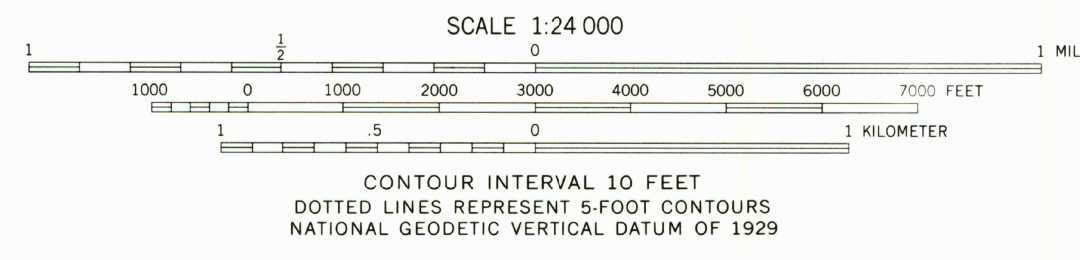 SCALE 1:24 000
1 1/2 0 1 MIL
1000 0 1000 2000 3000 4000 5000 6000 7000 FEET
1 .5 0 1 KILOMETER
CONTOUR INTERVAL 10 FEET
DOTTED LINES REPRESENT 5-FOOT CONTOURS
NATIONAL GEODETIC VERTICAL DATUM OF 1929